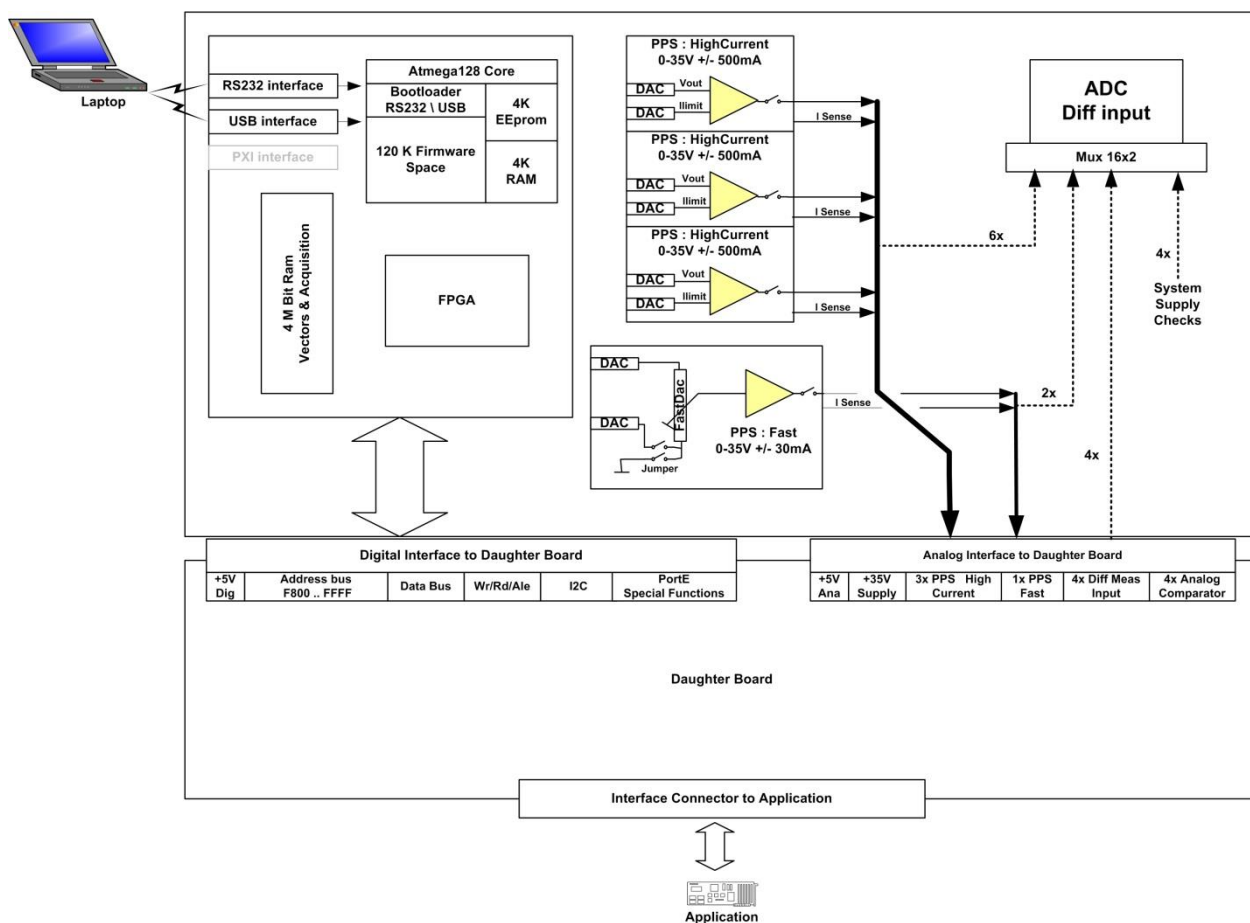 Laptop
RS232 interface
USB interface
PXI interface
Atmega128 Core
Bootloader
RS232 \ USB
4K
EEprom
120 K Firmware
Space
4K
RAM
4 M Bit Ram
Vectors & Acquisition
FPGA
PPS : HighCurrent
0-35V +/- 500mA
DAC
Vout
DAC
Ilimit
I Sense
PPS : HighCurrent
0-35V +/- 500mA
DAC
Vout
DAC
Ilimit
I Sense
PPS : HighCurrent
0-35V +/- 500mA
DAC
Vout
DAC
Ilimit
I Sense
DAC
FastDac
DAC
Jumper
PPS : Fast
0-35V +/- 30mA
I Sense
ADC
Diff input
Mux 16x2
6x
2x
4x
4x
System
Supply
Checks
Digital Interface to Daughter Board
+5V
Dig
Address bus
F800 .. FFFF
Data Bus
Wr/Rd/Ale
I2C
PortE
Special Functions
Analog Interface to Daughter Board
+5V
Ana
+35V
Supply
3x PPS High
Current
1x PPS
Fast
4x Diff Meas
Input
4x Analog
Comparator
Daughter Board
Interface Connector to Application
Application